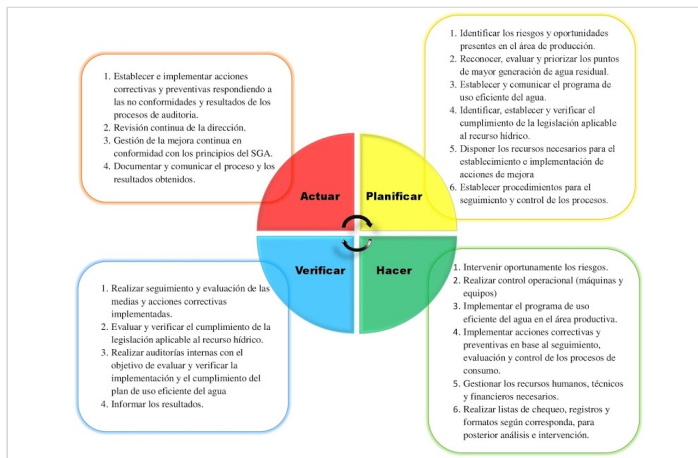 1. Establecer e implementar acciones
correctivas y preventivas respondiendo a
las no conformidades y resultados de los
procesos de auditoria.
2. Revisión continua de la dirección.
3. Gestión de la mejora continua en
conformidad con los principios del SGA.
4. Documentar y comunicar el proceso y los
resultados obtenidos.
1. Identificar los riesgos y oportunidades
presentes en el área de producción.
2. Reconocer, evaluar y priorizar los puntos
de mayor generación de agua residual.
3. Establecer y comunicar el programa de
uso eficiente del agua.
4. Identificar, establecer y verificar el
cumplimiento de la legislación aplicable
al recurso hídrico.
5. Disponer los recursos necesarios para el
establecimiento e implementación de
acciones de mejora
6. Establecer procedimientos para el
seguimiento y control de los procesos.
Actuar
Planificar
Verificar
Hacer
1. Realizar seguimiento y evaluación de las
medias y acciones correctivas
implementadas.
2. Evaluar y verificar el cumplimiento de la
legislación aplicable al recurso hídrico.
3. Realizar auditorías internas con el
objetivo de evaluar y verificar la
implementación y el cumplimiento del
plan de uso eficiente del agua
4. Informar los resultados.
1. Intervenir oportunamente los riesgos.
2. Realizar control operacional (máquinas y
equipos)
3. Implementar el programa de uso
eficiente del agua en el área productiva.
4. Implementar acciones correctivas y
preventivas en base al seguimiento,
evaluación y control de los procesos de
consumo.
5. Gestionar los recursos humanos, técnicos
y financieros necesarios.
6. Realizar listas de chequeo, registros y
formatos según corresponda, para
posterior análisis e intervención.